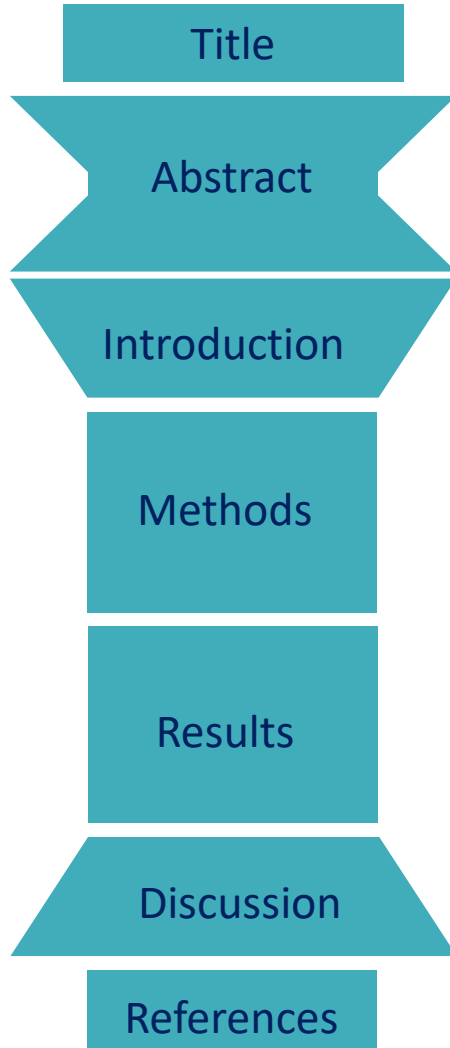 Title
Abstract
Introduction
Methods
Results
Discussion
References